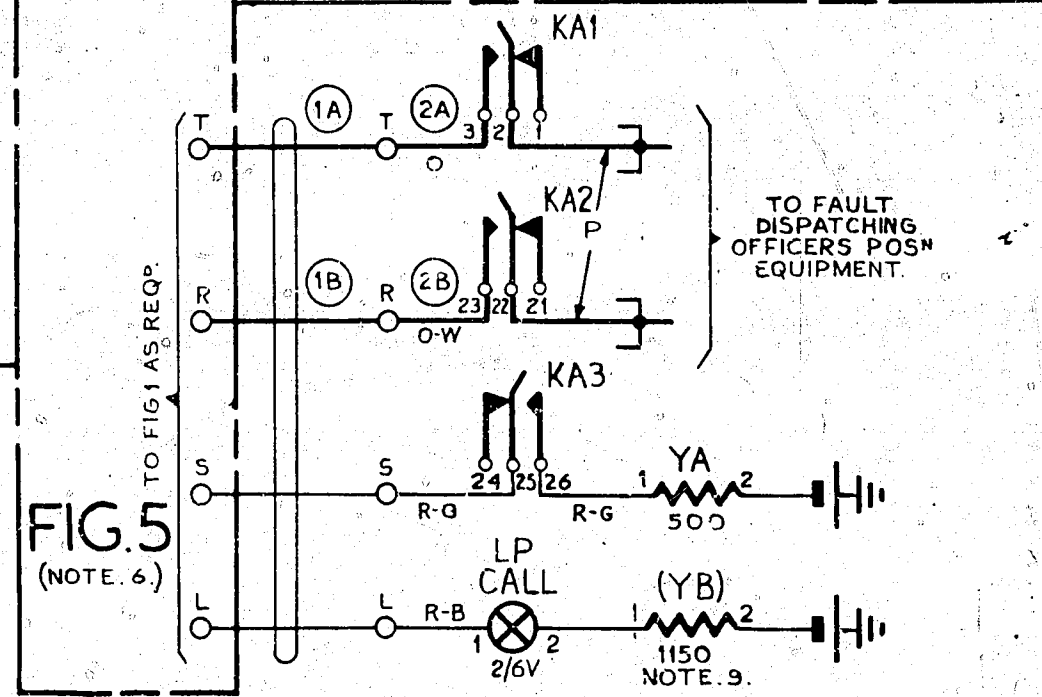 KA1
1A
2A
T
T
3
2
1
O
KA2
P
1B
2B
R
R
23
22
21
O-W
TO FAULT
DISPATCHING
OFFICERS POSN
EQUIPMENT.
TO FIG 1 AS REQD.
KA3
S
S
24
25
26
R-O
R-G
YA
1
2
500
FIG.5
(NOTE. 6.)
LP
CALL
(YB)
L
L
R-B
1
2
2/6V
1
2
1150
NOTE. 9.